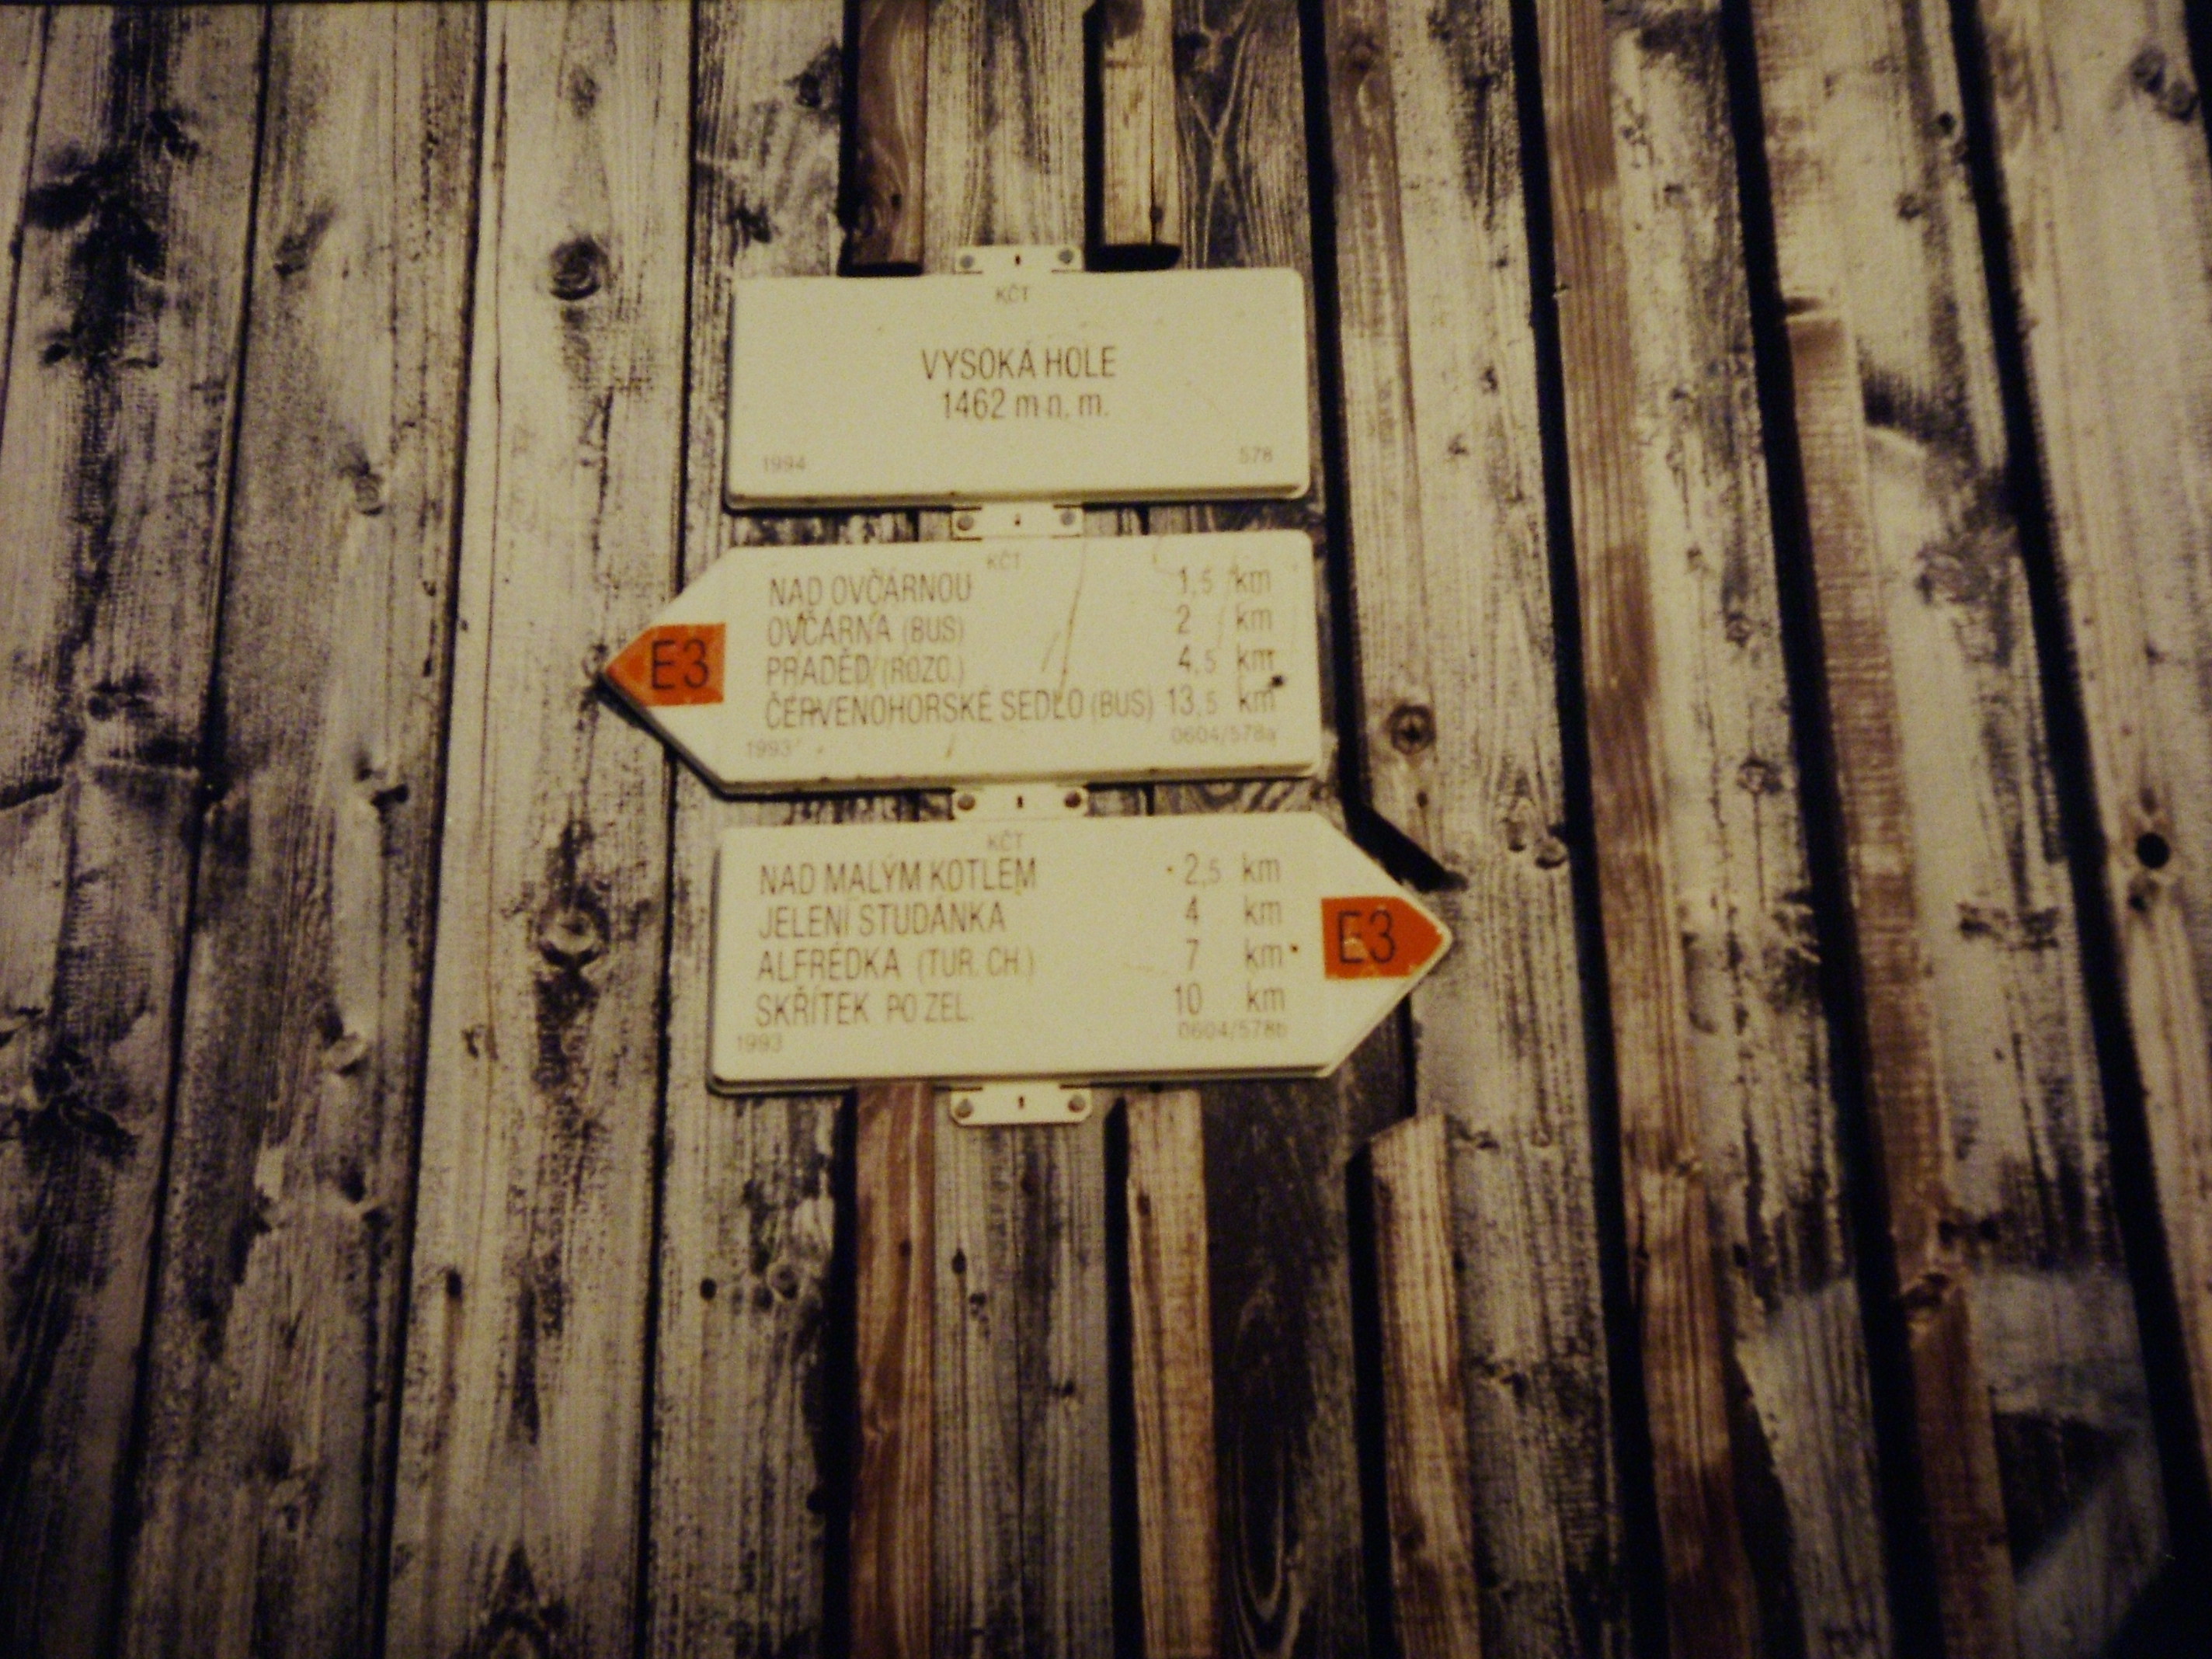 KČT
VYSOKÁ HOLE
1462 m n. m.
1994 578
KČT
NAD OVČÁRNOU 1,5 km
OVČÁRNA (BUS) 2 km
PRADĚD (ROZC.) 4,5 km
ČERVENOHORSKÉ SEDLO (BUS) 13,5 km
E3
1993 0604/578a
KČT
NAD MALÝM KOTLEM 2,5 km
JELENÍ STUDÁNKA 4 km
ALFRÉDKA (TUR. CH.) 7 km
SKŘÍTEK PO ZEL. 10 km
E3
1993 0604/578b